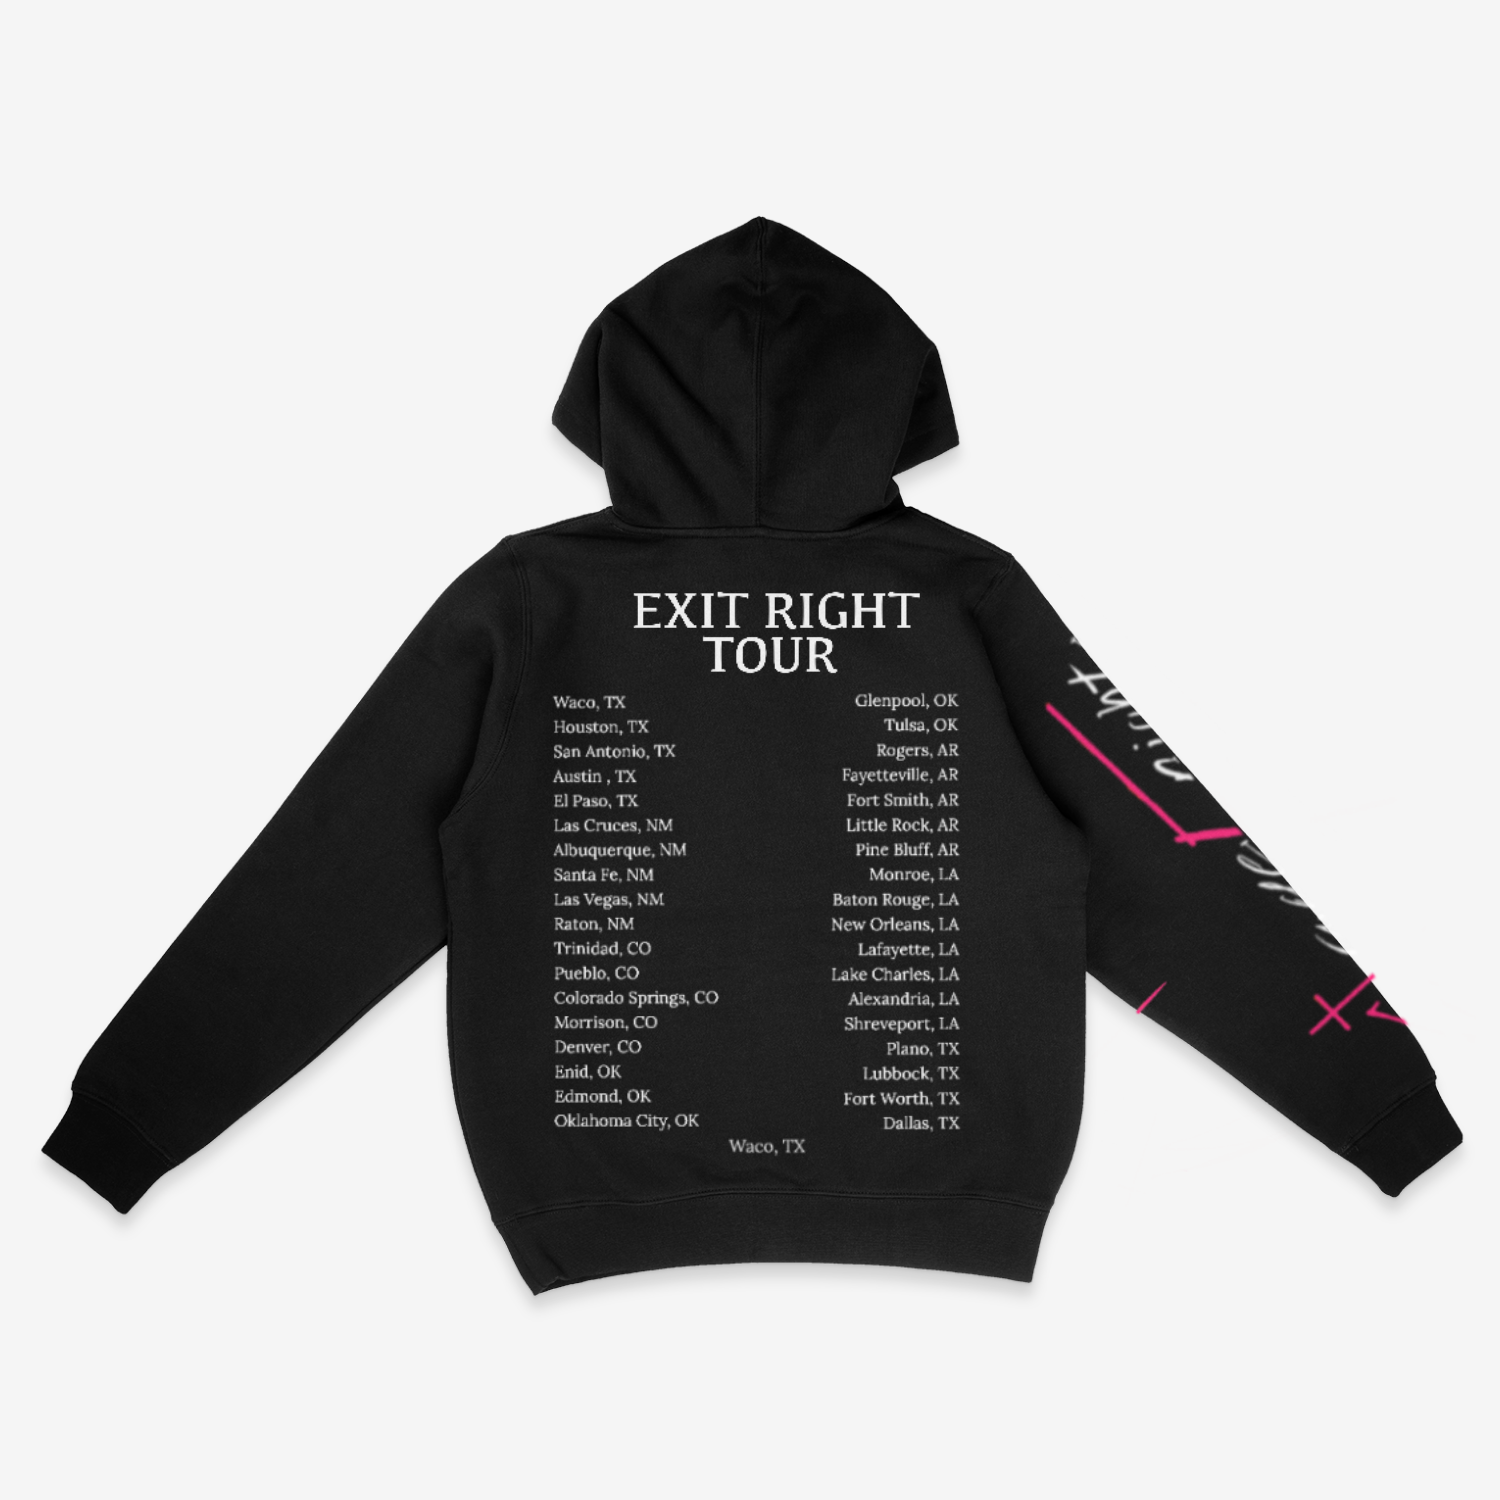 EXIT RIGHT
TOUR
Waco, TX
Houston, TX
San Antonio, TX
Austin , TX
El Paso, TX
Las Cruces, NM
Albuquerque, NM
Santa Fe, NM
Las Vegas, NM
Raton, NM
Trinidad, CO
Pueblo, CO
Colorado Springs, CO
Morrison, CO
Denver, CO
Enid, OK
Edmond, OK
Oklahoma City, OK
Glenpool, OK
Tulsa, OK
Rogers, AR
Fayetteville, AR
Fort Smith, AR
Little Rock, AR
Pine Bluff, AR
Monroe, LA
Baton Rouge, LA
New Orleans, LA
Lafayette, LA
Lake Charles, LA
Alexandria, LA
Shreveport, LA
Plano, TX
Lubbock, TX
Fort Worth, TX
Dallas, TX
Waco, TX